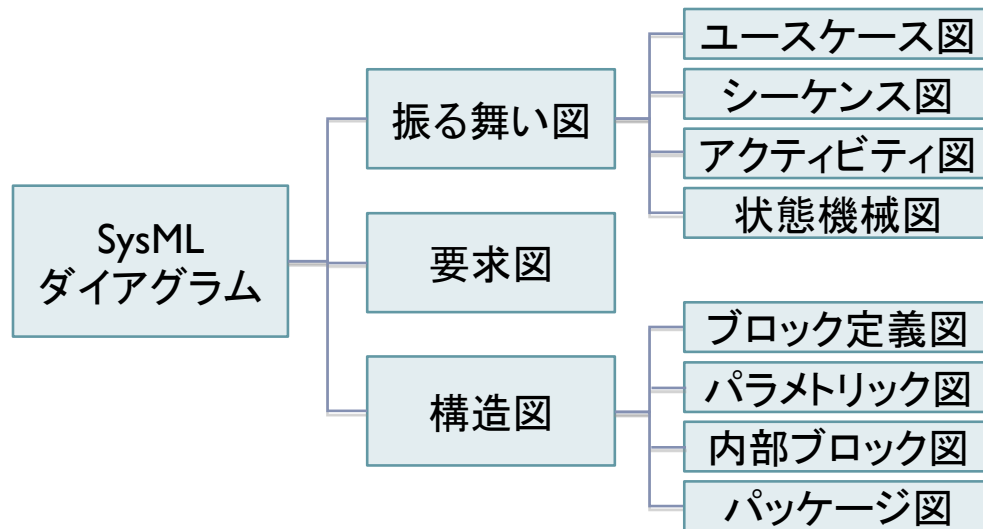 SysML
ダイアグラム
振る舞い図
ユースケース図
シーケンス図
アクティビティ図
状態機械図
要求図
構造図
ブロック定義図
パラメトリック図
内部ブロック図
パッケージ図